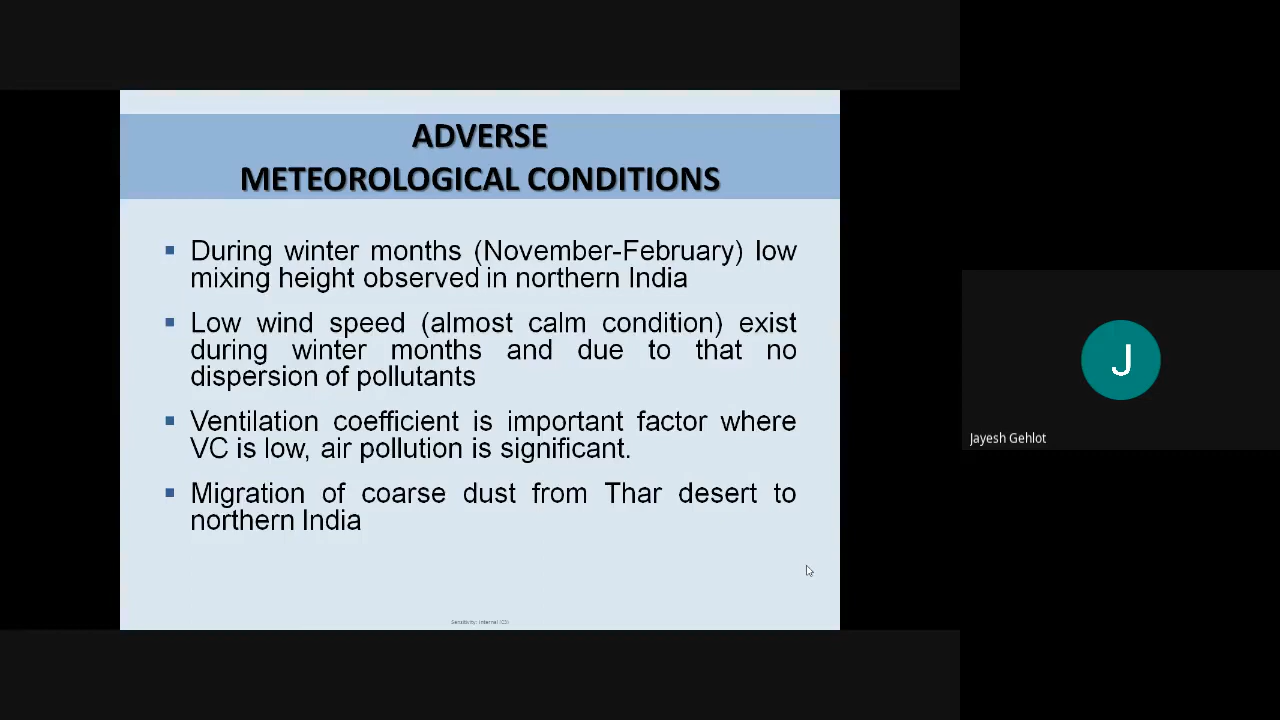 ADVERSE
METEOROLOGICAL CONDITIONS
▪ During winter months (November-February) low
mixing height observed in northern India
▪ Low wind speed (almost calm condition) exist
during winter months and due to that no
dispersion of pollutants
▪ Ventilation coefficient is important factor where
VC is low, air pollution is significant.
▪ Migration of coarse dust from Thar desert to
northern India
Sensitivity: Internal (C3)
J
Jayesh Gehlot